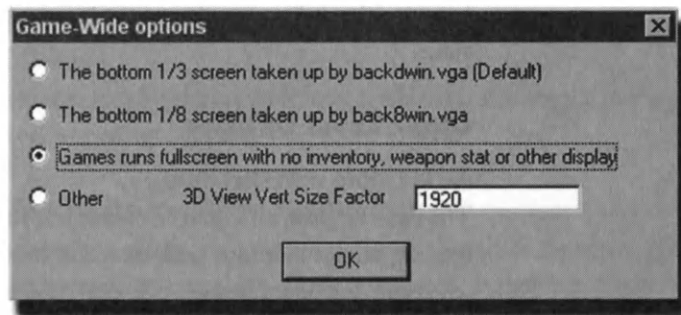 Game-Wide options
The bottom 1/3 screen taken up by backdwin.vga (Default)
The bottom 1/8 screen taken up by back8win.vga
Games runs fullscreen with no inventory, weapon stat or other display
Other 3D View Vert Size Factor 1920
OK